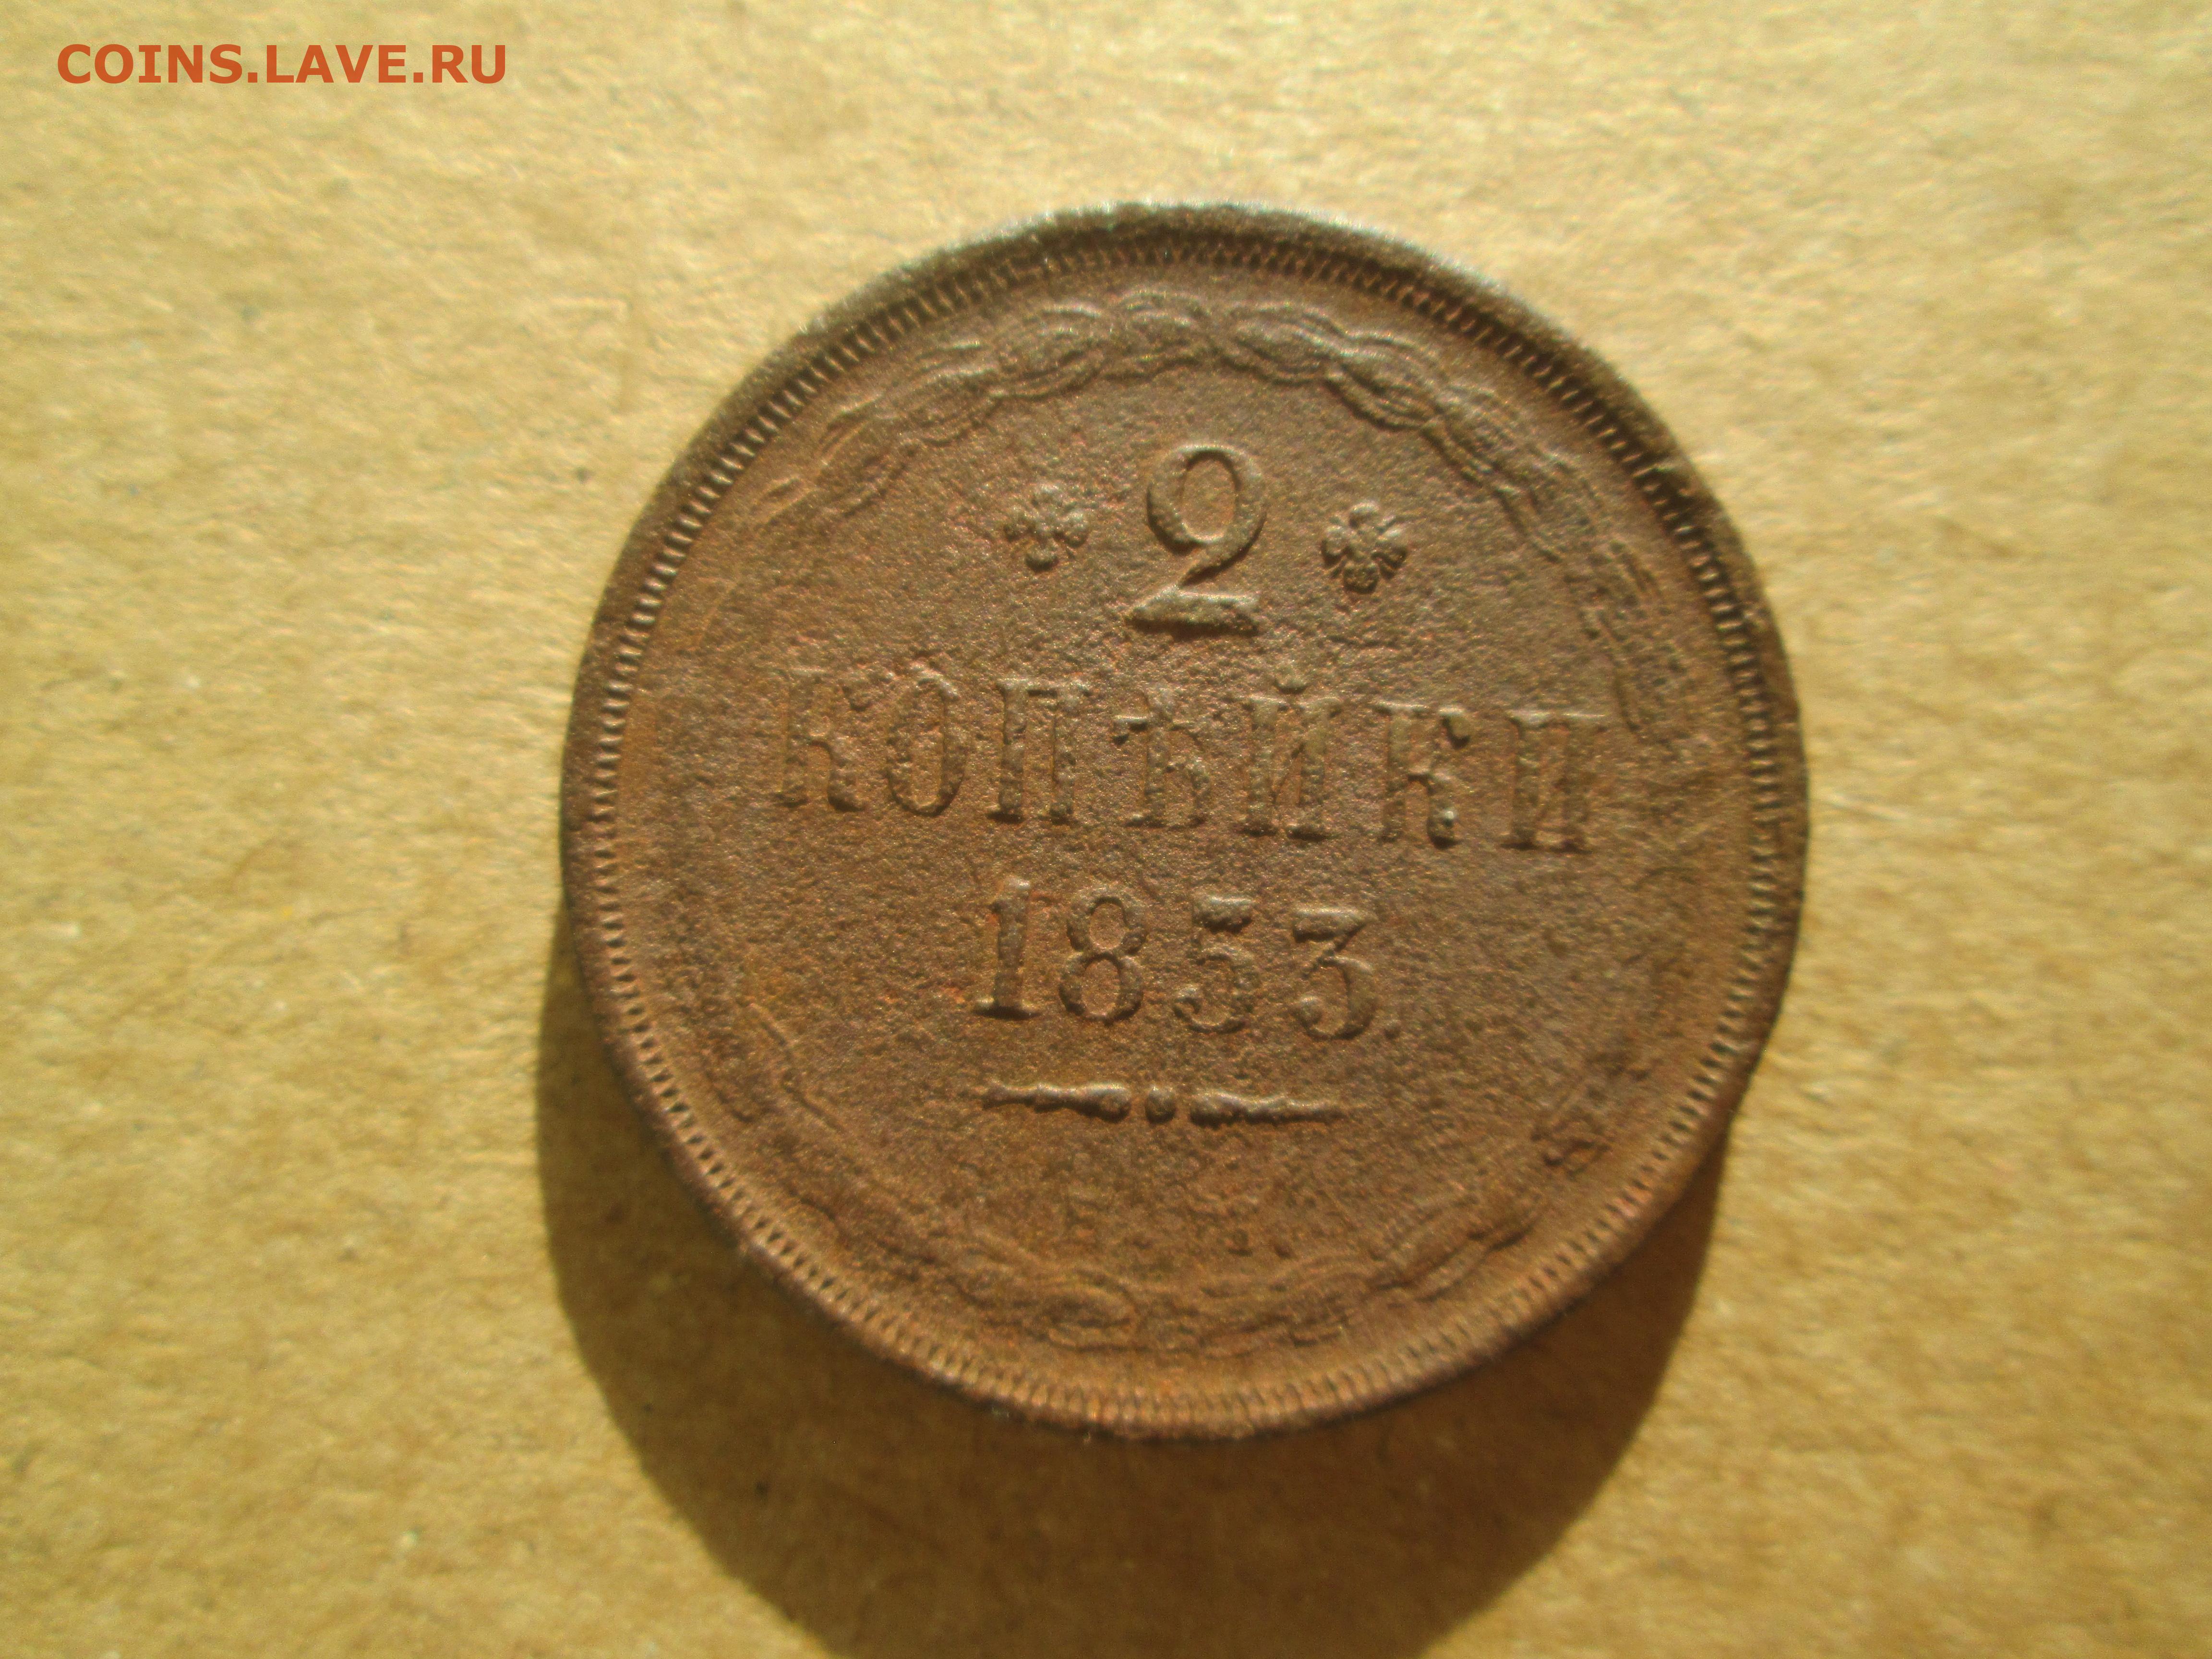 COINS.LAVE.RU
2
КОПѢЙКИ
1853.
Е. М.